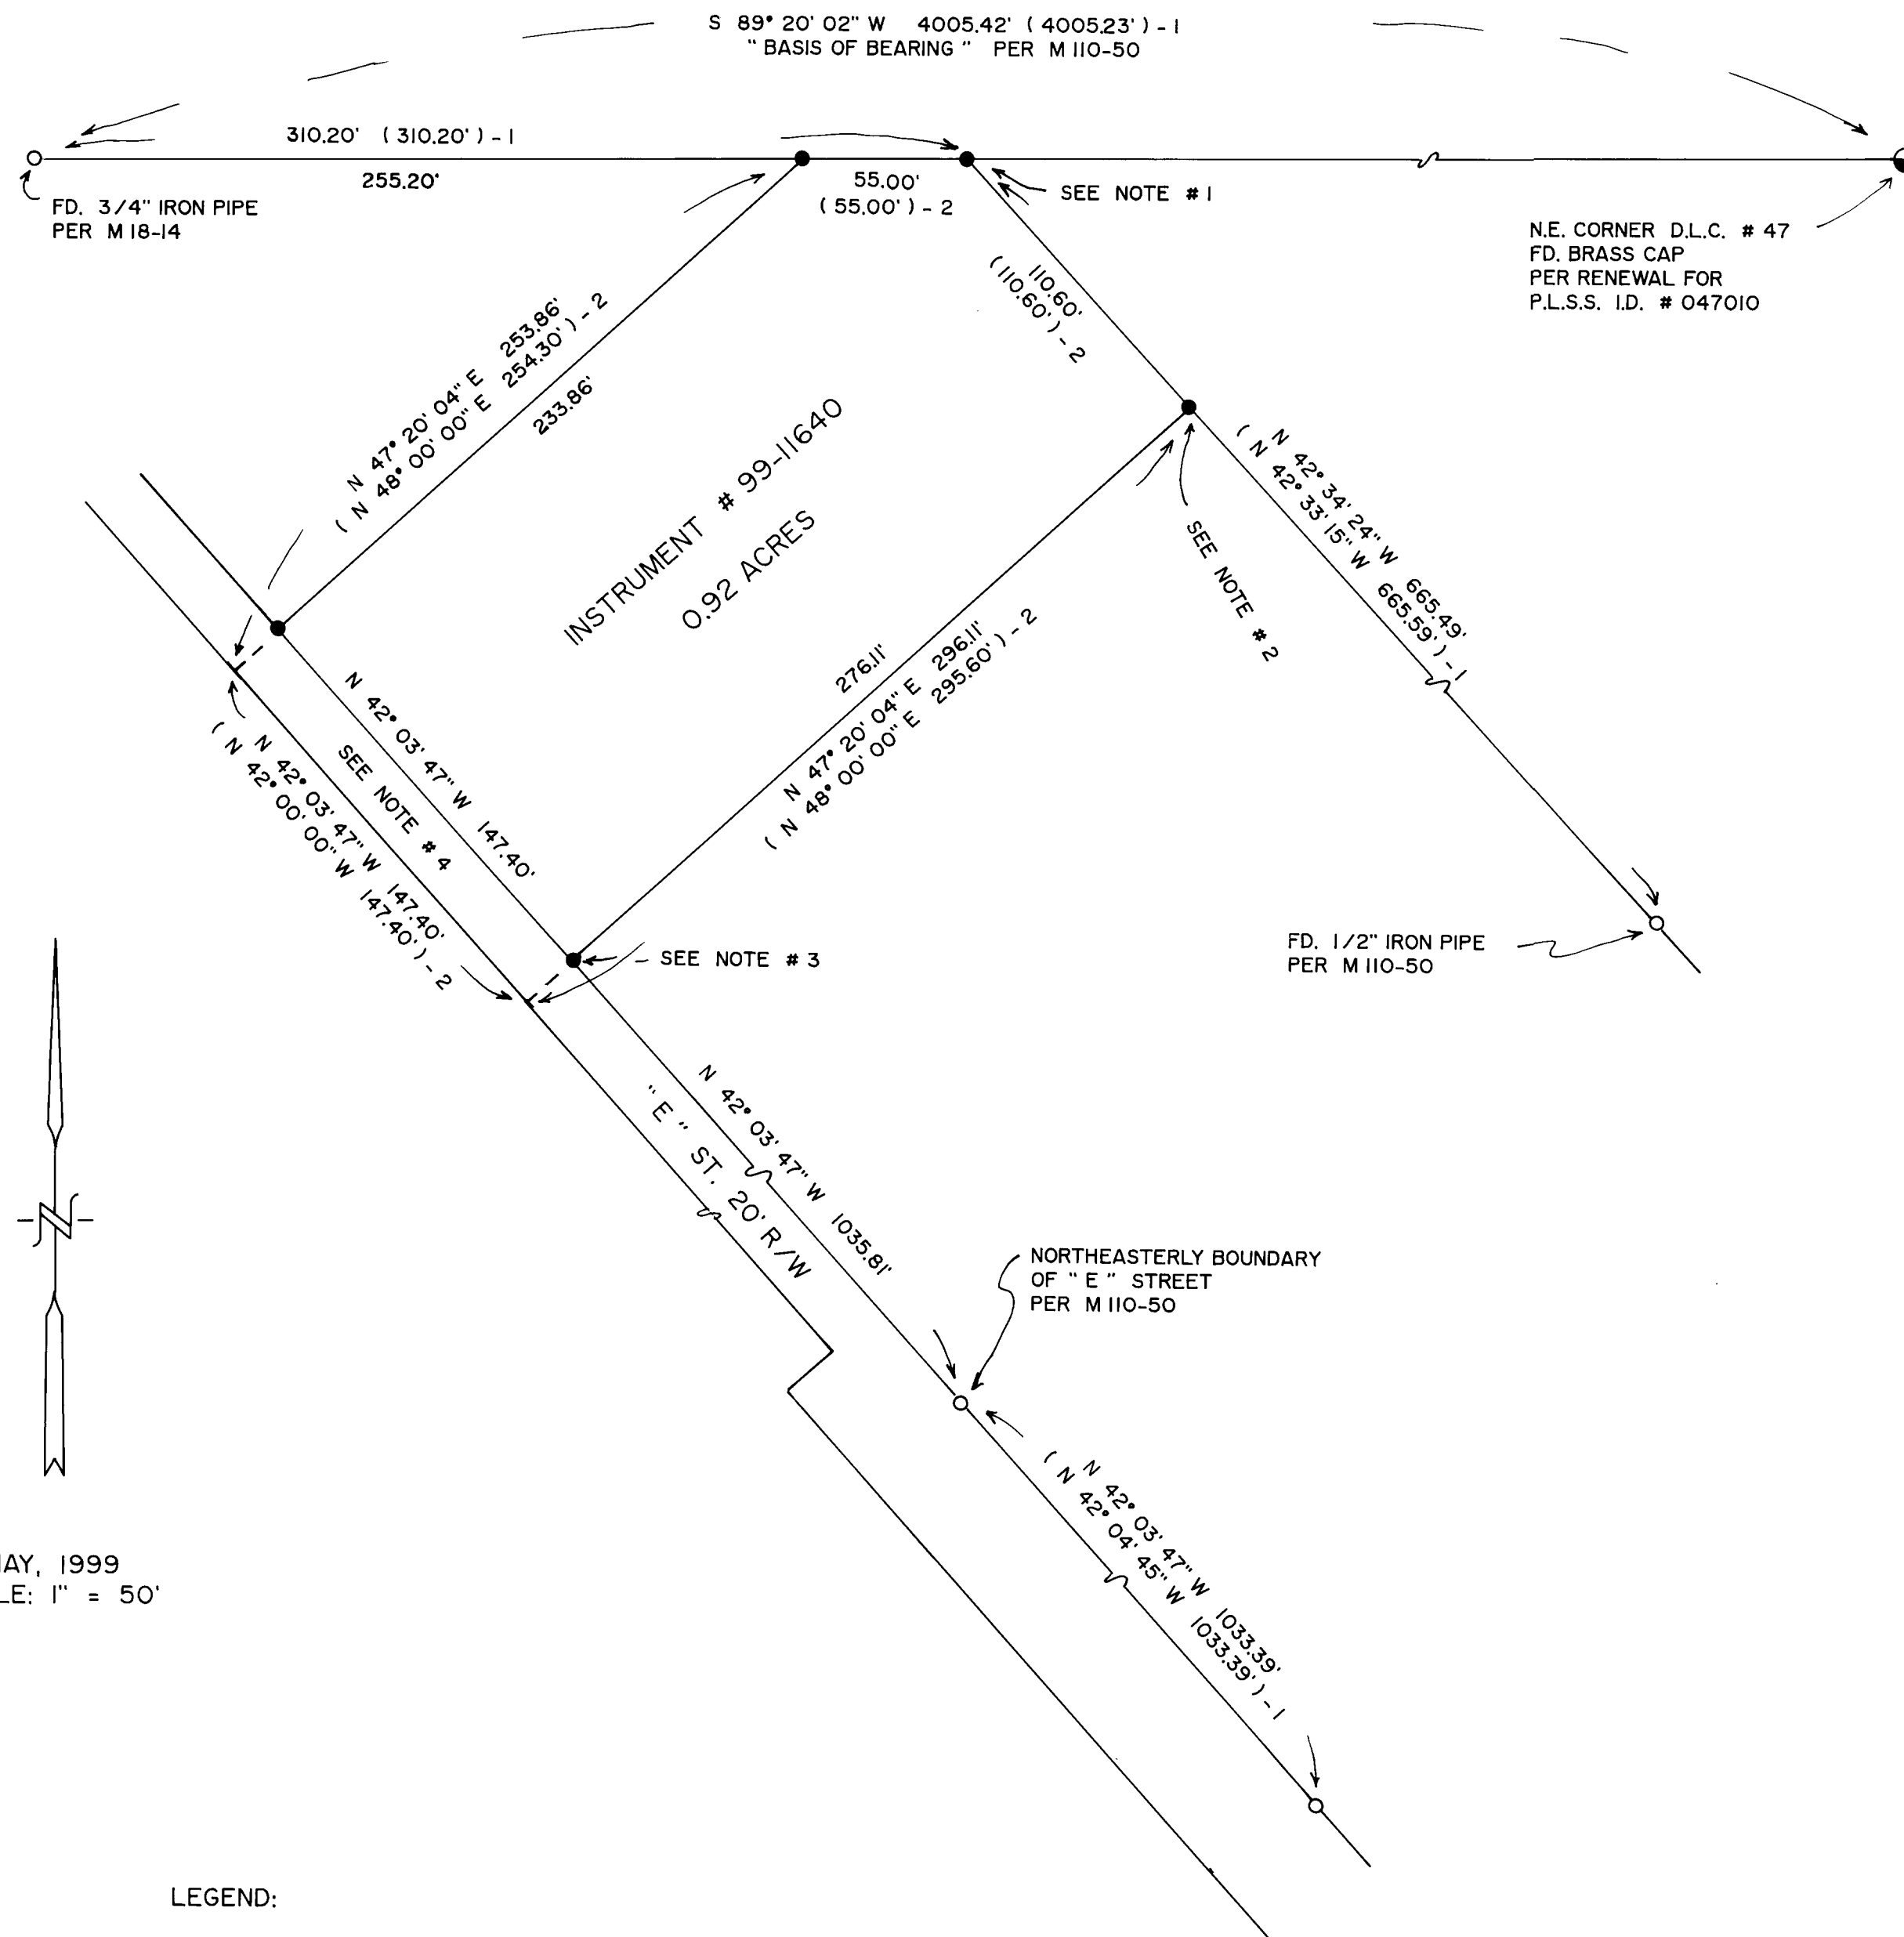 S 89° 20' 02" W 4005.42' ( 4005.23' ) - 1
" BASIS OF BEARING " PER M 110-50
310.20' ( 310.20' ) - 1
255.20'
55.00'
( 55.00' ) - 2
SEE NOTE # 1
FD. 3/4" IRON PIPE
PER M 18-14
N.E. CORNER D.L.C. # 47
FD. BRASS CAP
PER RENEWAL FOR
P.L.S.S. I.D. # 047010
110.60'
(110.60' ) - 2
N 47° 20' 04" E 253.86'
( N 48° 00' 00" E 254.30' ) - 2
233.86'
INSTRUMENT # 99-11640
0.92 ACRES
SEE NOTE # 2
N 42° 34' 24" W 665.49'
( N 42° 33' 15" W 665.59' ) - 1
276.11'
N 47° 20' 04" E 296.11'
( N 48° 00' 00" E 295.60' ) - 2
N 42° 03' 47" W 147.40'
SEE NOTE # 4
N 42° 03' 47" W 147.40'
( N 42° 00' 00" W 147.40' ) - 2
SEE NOTE # 3
FD. 1/2" IRON PIPE
PER M 110-50
N 42° 03' 47" W 1035.81'
" E " ST. 20' R/W
N
NORTHEASTERLY BOUNDARY
OF " E " STREET
PER M 110-50
N 42° 03' 47" W 1033.39'
( N 42° 04' 45" W 1033.39' ) - 1
AY, 1999
LE: 1" = 50'
LEGEND: